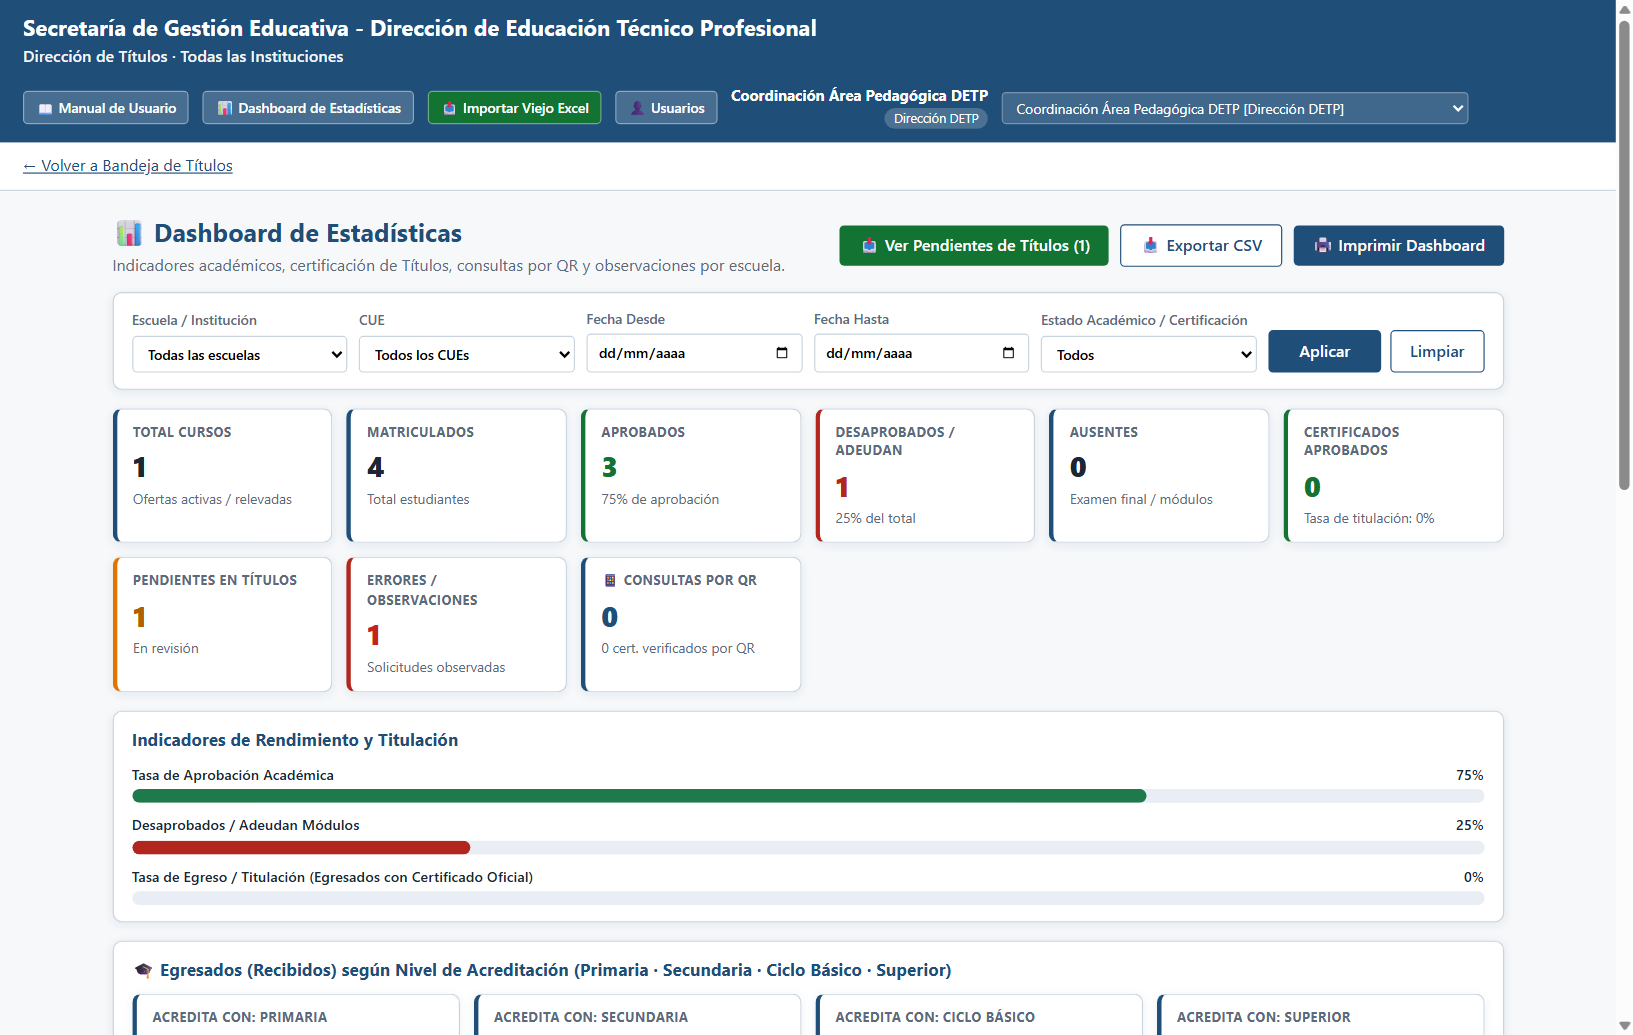 Secretaría de Gestión Educativa - Dirección de Educación Técnico Profesional
Dirección de Títulos · Todas las Instituciones
Manual de Usuario
Dashboard de Estadísticas
Importar Viejo Excel
Usuarios
Coordinación Área Pedagógica DETP
Dirección DETP
Coordinación Área Pedagógica DETP [Dirección DETP]
← Volver a Bandeja de Títulos
Dashboard de Estadísticas
Indicadores académicos, certificación de Títulos, consultas por QR y observaciones por escuela.
Ver Pendientes de Títulos (1)
Exportar CSV
Imprimir Dashboard
Escuela / Institución
Todas las escuelas
CUE
Todos los CUEs
Fecha Desde
dd/mm/aaaa
Fecha Hasta
dd/mm/aaaa
Estado Académico / Certificación
Todos
Aplicar
Limpiar
TOTAL CURSOS
1
Ofertas activas / relevadas
MATRICULADOS
4
Total estudiantes
APROBADOS
3
75% de aprobación
DESAPROBADOS /
ADEUDAN
1
25% del total
AUSENTES
0
Examen final / módulos
CERTIFICADOS
APROBADOS
0
Tasa de titulación: 0%
PENDIENTES EN TÍTULOS
1
En revisión
ERRORES /
OBSERVACIONES
1
Solicitudes observadas
CONSULTAS POR QR
0
0 cert. verificados por QR
Indicadores de Rendimiento y Titulación
Tasa de Aprobación Académica
75%
Desaprobados / Adeudan Módulos
25%
Tasa de Egreso / Titulación (Egresados con Certificado Oficial)
0%
Egresados (Recibidos) según Nivel de Acreditación (Primaria · Secundaria · Ciclo Básico · Superior)
ACREDITA CON: PRIMARIA
ACREDITA CON: SECUNDARIA
ACREDITA CON: CICLO BÁSICO
ACREDITA CON: SUPERIOR